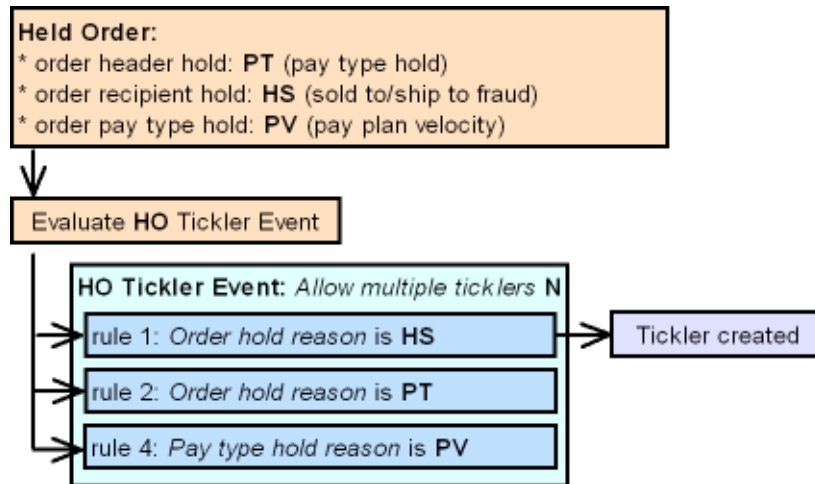 Held Order:
* order header hold: PT (pay type hold)
* order recipient hold: HS (sold to/ship to fraud)
* order pay type hold: PV (pay plan velocity)
Evaluate HO Tickler Event
HO Tickler Event: Allow multiple ticklers N
rule 1: Order hold reason is HS
Tickler created
rule 2: Order hold reason is PT
rule 4: Pay type hold reason is PV